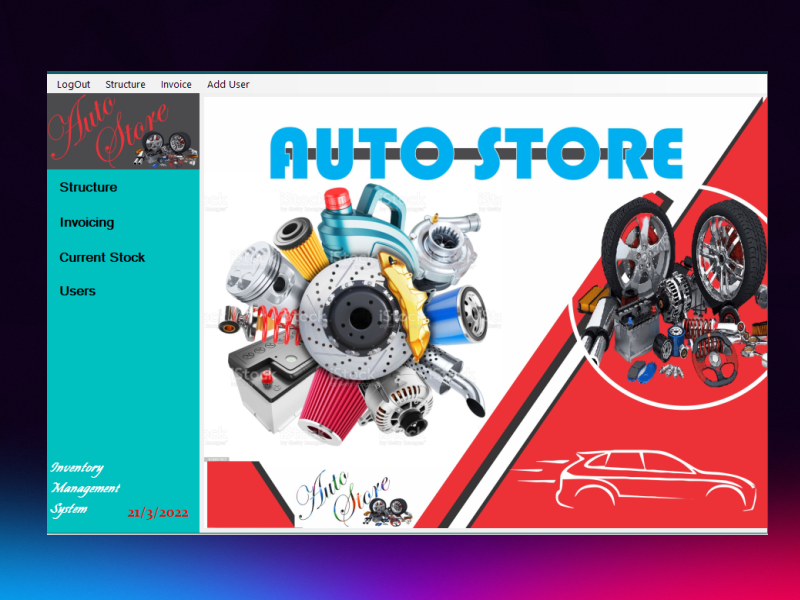 LogOut Structure Invoice Add User
Auto
Store
Structure
Invoicing
Current Stock
Users
Inventory
Management
System
21/3/2022
AUTO STORE
iStock
Auto
Store